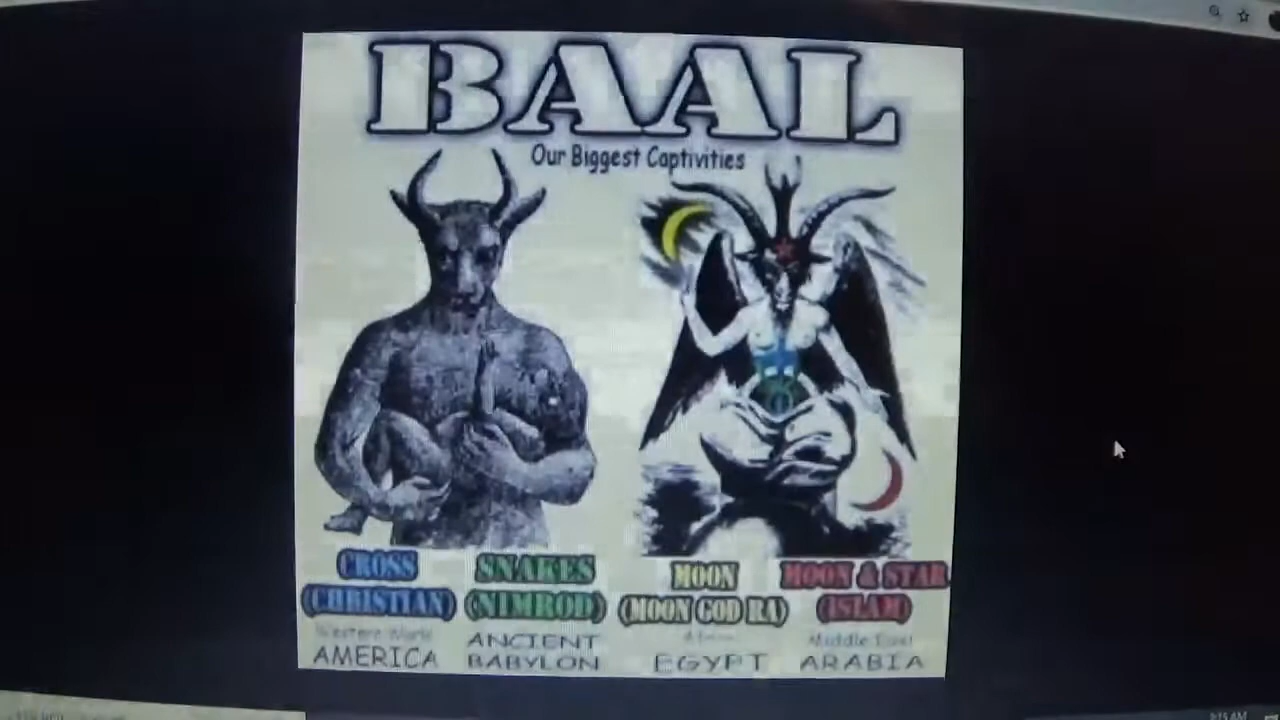 BAAL
Our Biggest Captivities
CROSS
(CHRISTIAN)
Western World
AMERICA
SNAKES
(NIMROD)
ANCIENT
BABYLON
MOON
(MOON GOD RA)
EGYPT
MOON & STAR
(ISLAM)
Middle East
ARABIA